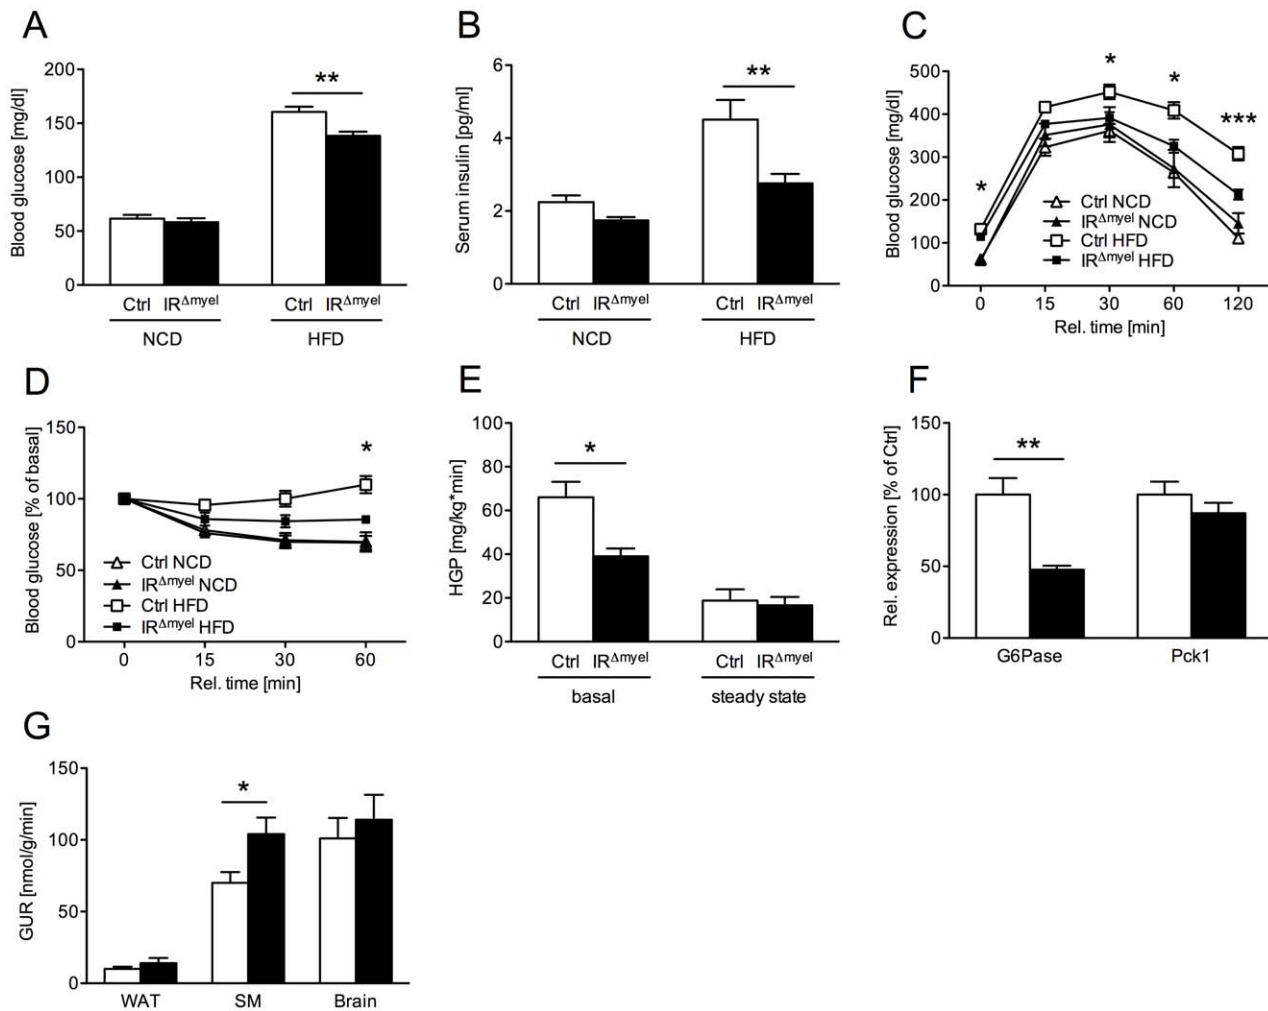 A
Blood glucose [mg/dl]
200
150
100
50
0
Ctrl IRΔmyel Ctrl IRΔmyel
NCD HFD
**
B
Serum insulin [pg/ml]
6
4
2
0
Ctrl IRΔmyel Ctrl IRΔmyel
NCD HFD
**
C
Blood glucose [mg/dl]
500
400
300
200
100
0
* * * ***
Ctrl NCD
IRΔmyel NCD
Ctrl HFD
IRΔmyel HFD
0 15 30 60 120
Rel. time [min]
D
Blood glucose [% of basal]
150
100
50
0
*
Ctrl NCD
IRΔmyel NCD
Ctrl HFD
IRΔmyel HFD
0 15 30 60
Rel. time [min]
E
HGP [mg/kg*min]
100
80
60
40
20
0
*
Ctrl IRΔmyel Ctrl IRΔmyel
basal steady state
F
Rel. expression [% of Ctrl]
150
100
50
0
**
G6Pase Pck1
G
GUR [nmol/g/min]
150
100
50
0
*
WAT SM Brain